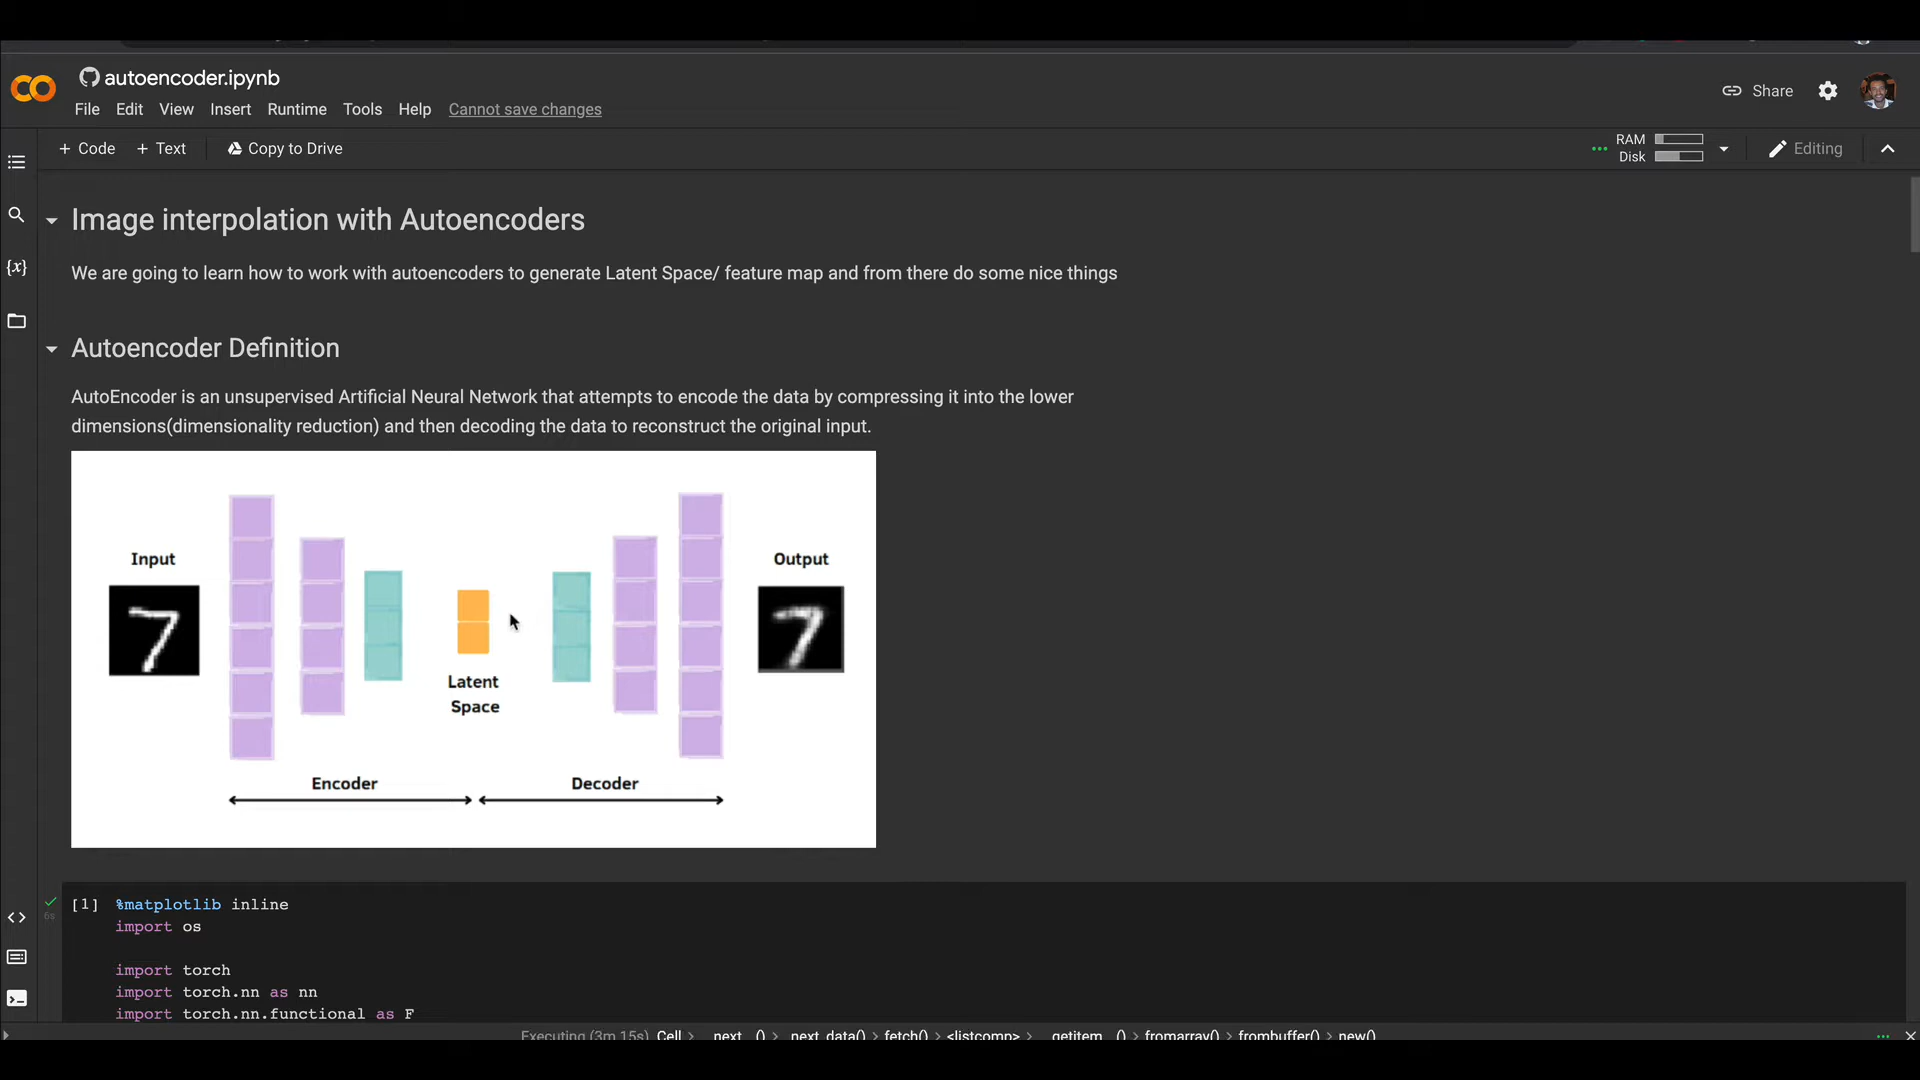 autoencoder.ipynb
File Edit View Insert Runtime Tools Help Cannot save changes
Share
+ Code + Text Copy to Drive
RAM
Disk
Editing
Image interpolation with Autoencoders
{x}
We are going to learn how to work with autoencoders to generate Latent Space/ feature map and from there do some nice things
Autoencoder Definition
AutoEncoder is an unsupervised Artificial Neural Network that attempts to encode the data by compressing it into the lower
dimensions(dimensionality reduction) and then decoding the data to reconstruct the original input.
Input
Output
7
7
Latent
Space
Encoder
Decoder
[1] %matplotlib inline
6s
import os
import torch
import torch.nn as nn
import torch.nn.functional as F
Executing (3m 15s) Cell > __next__() > next_data() > fetch() > <listcomp> > __getitem__() > fromarray() > frombuffer() > new()